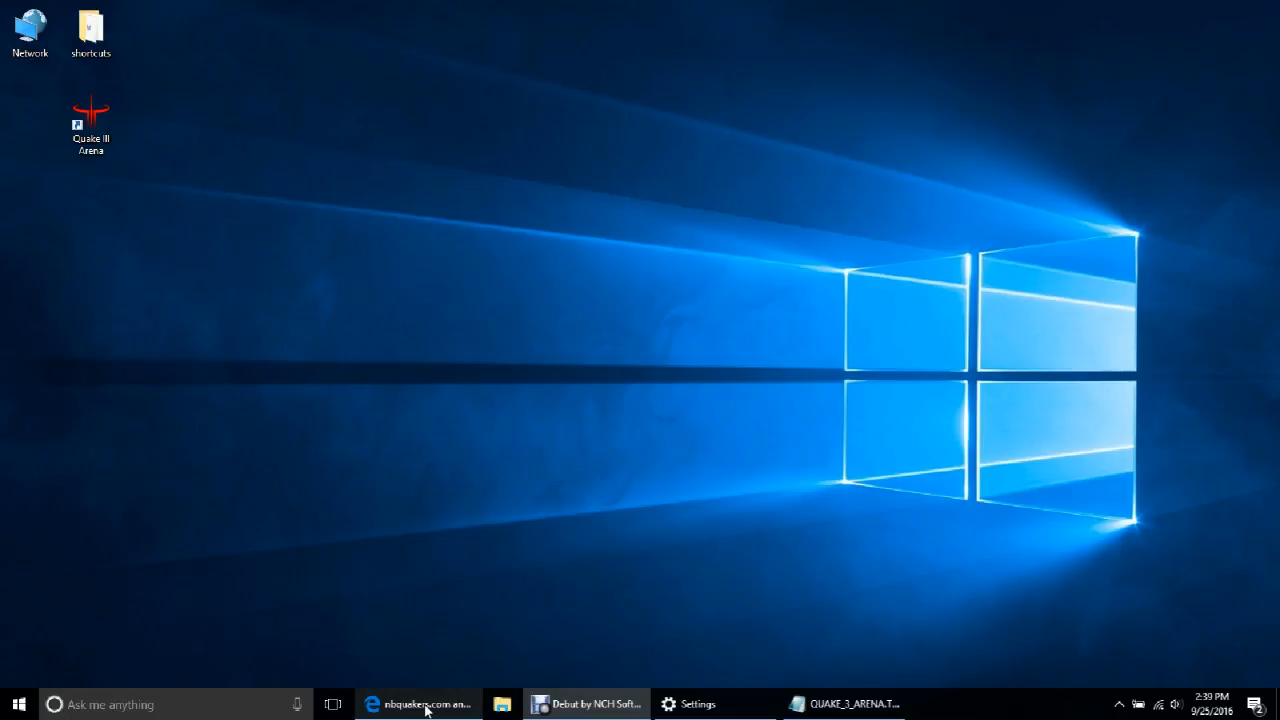 Network
shortcuts
Quake III
Arena
Ask me anything
nbquakers.com an...
Debut by NCH Soft...
Settings
QUAKE_3_ARENA.T...
2:39 PM
9/25/2016
2